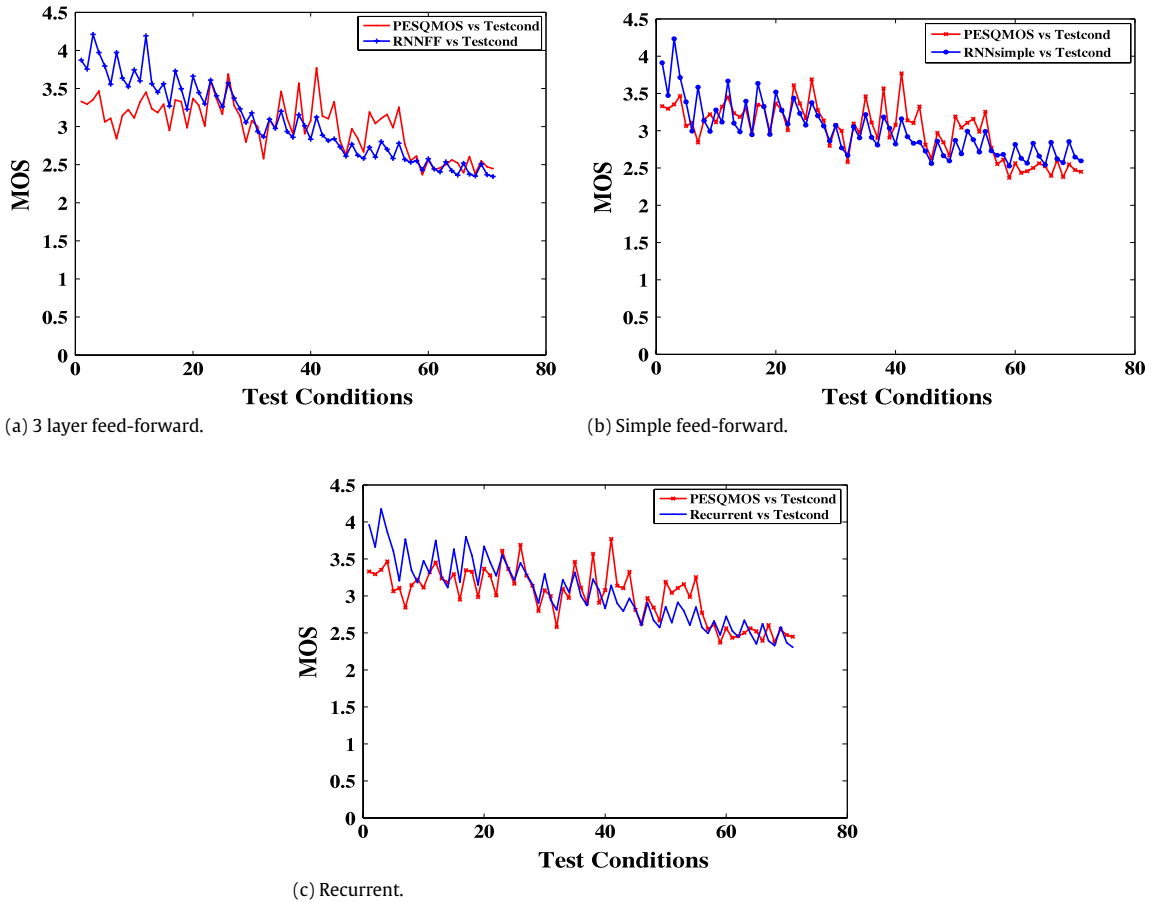 4.5
4
3.5
3
2.5
2
1.5
1
0.5
0
MOS
PESQMOS vs Testcond
RNNFF vs Testcond
0 20 40 60 80
Test Conditions
(a) 3 layer feed-forward.
4.5
4
3.5
3
2.5
2
1.5
1
0.5
0
MOS
PESQMOS vs Testcond
RNNsimple vs Testcond
0 20 40 60 80
Test Conditions
(b) Simple feed-forward.
4.5
4
3.5
3
2.5
2
1.5
1
0.5
0
MOS
PESQMOS vs Testcond
Recurrent vs Testcond
0 20 40 60 80
Test Conditions
(c) Recurrent.